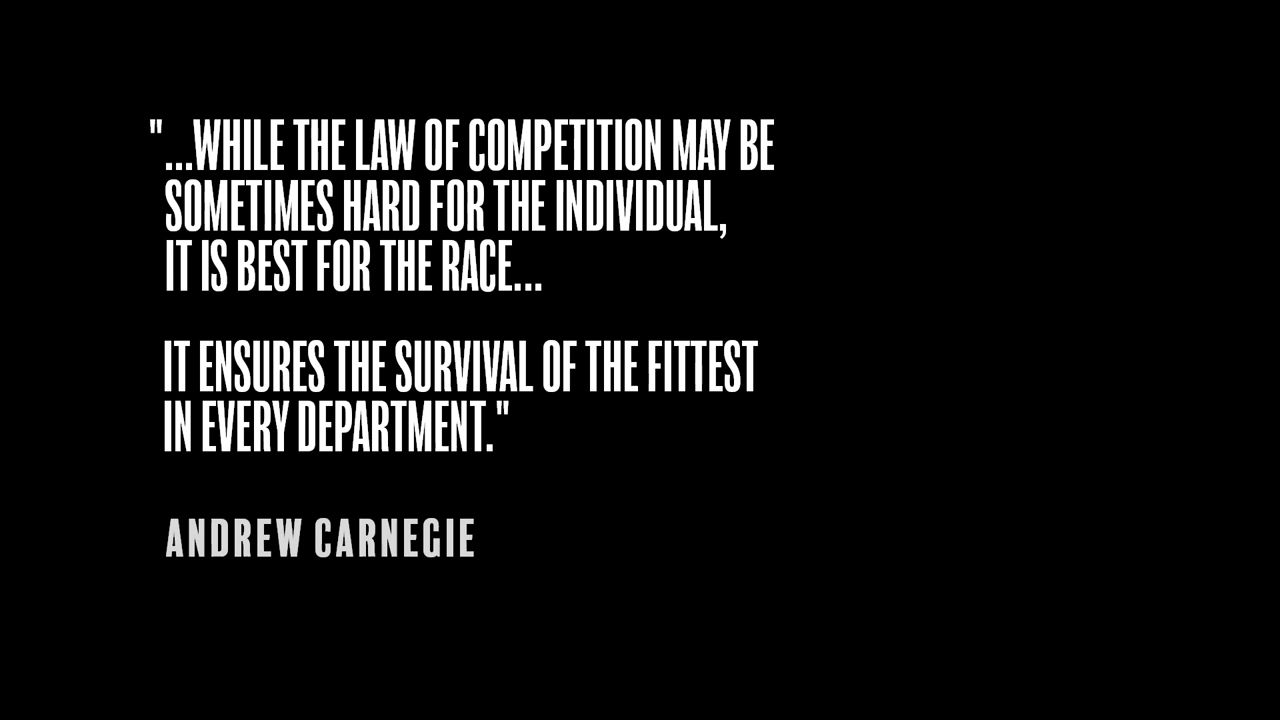 "...WHILE THE LAW OF COMPETITION MAY BE
SOMETIMES HARD FOR THE INDIVIDUAL,
IT IS BEST FOR THE RACE...
IT ENSURES THE SURVIVAL OF THE FITTEST
IN EVERY DEPARTMENT."
ANDREW CARNEGIE